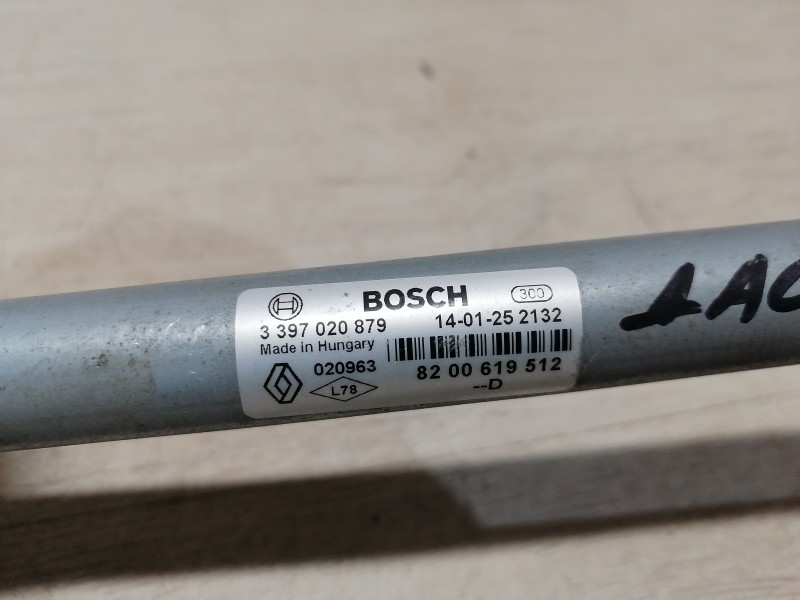 BOSCH 300
3 397 020 879 14-01-25 2132
Made in Hungary
020963 82 00 619 512
L78 --D